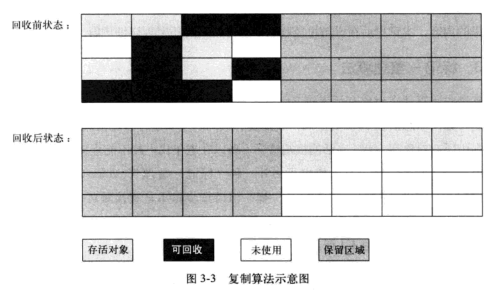 回收前状态：
回收后状态：
存活对象
可回收
未使用
保留区域
图 3-3 复制算法示意图